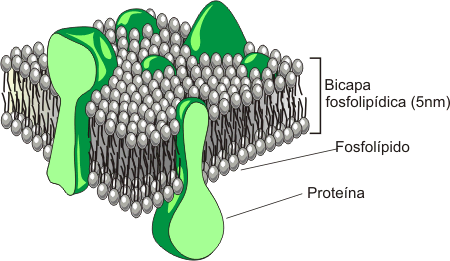 Bicapa
fosfolipídica (5nm)
Fosfolípido
Proteína